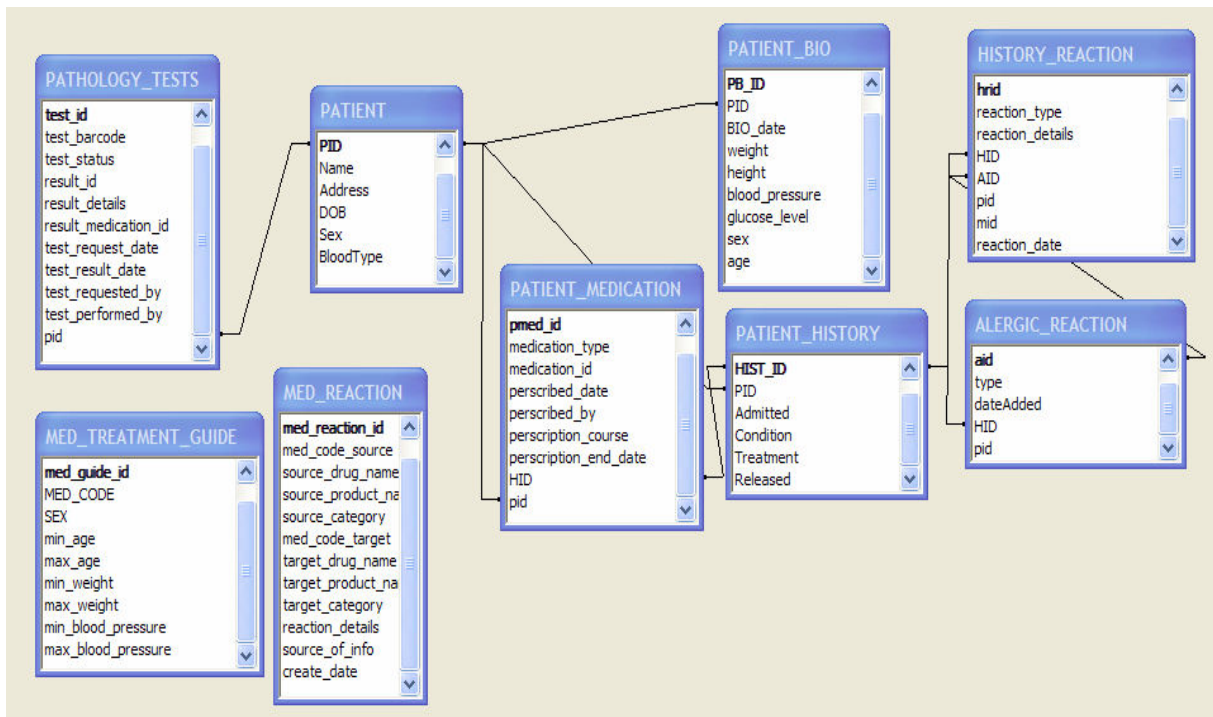 PATHOLOGY_TESTS
test_id
test_barcode
test_status
result_id
result_details
result_medication_id
test_request_date
test_result_date
test_requested_by
test_performed_by
pid
PATIENT
PID
Name
Address
DOB
Sex
BloodType
PATIENT_BIO
PB_ID
PID
BIO_date
weight
height
blood_pressure
glucose_level
sex
age
HISTORY_REACTION
hrid
reaction_type
reaction_details
HID
AID
pid
mid
reaction_date
PATIENT_MEDICATION
pmed_id
medication_type
medication_id
perscribed_date
perscribed_by
perscription_course
perscription_end_date
HID
pid
PATIENT_HISTORY
HIST_ID
PID
Admitted
Condition
Treatment
Released
ALERGIC_REACTION
aid
type
dateAdded
HID
pid
MED_TREATMENT_GUIDE
med_guide_id
MED_CODE
SEX
min_age
max_age
min_weight
max_weight
min_blood_pressure
max_blood_pressure
MED_REACTION
med_reaction_id
med_code_source
source_drug_name
source_product_na
source_category
med_code_target
target_drug_name
target_product_na
target_category
reaction_details
source_of_info
create_date